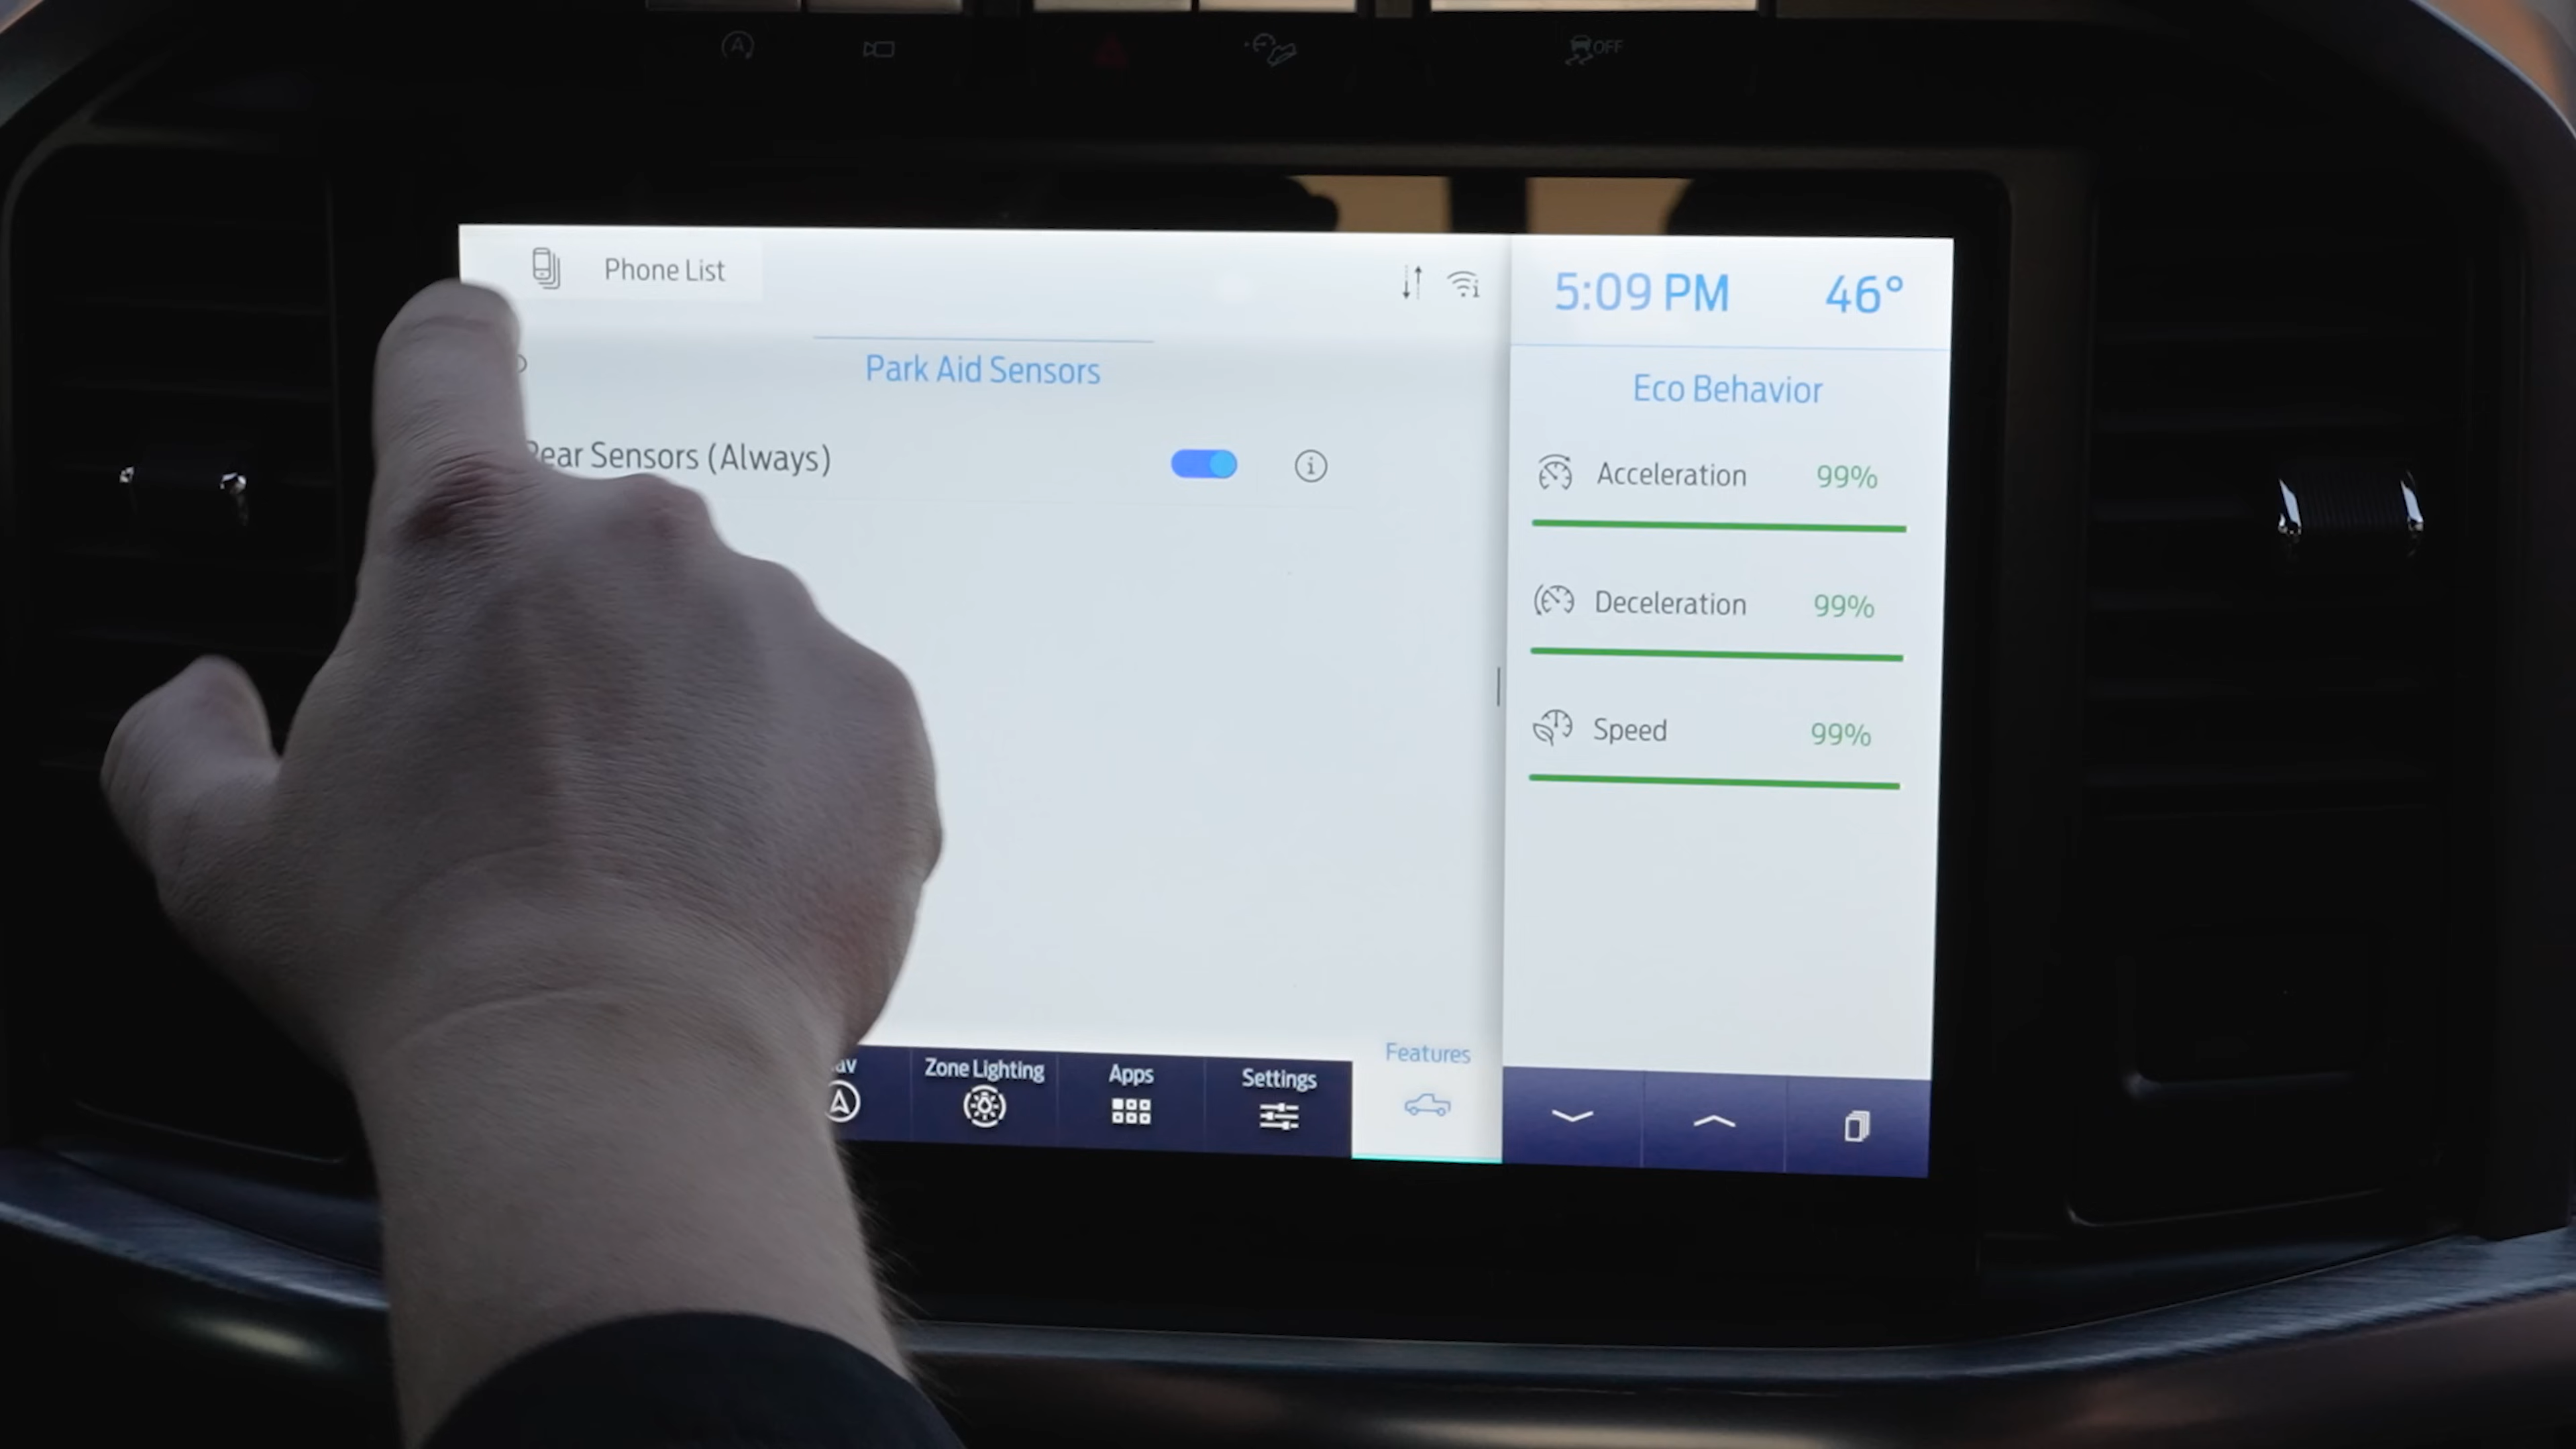 OFF
Phone List
5:09 PM 46°
Park Aid Sensors
Rear Sensors (Always)
Eco Behavior
Acceleration 99%
Deceleration 99%
Speed 99%
Zone Lighting
Apps
Settings
Features